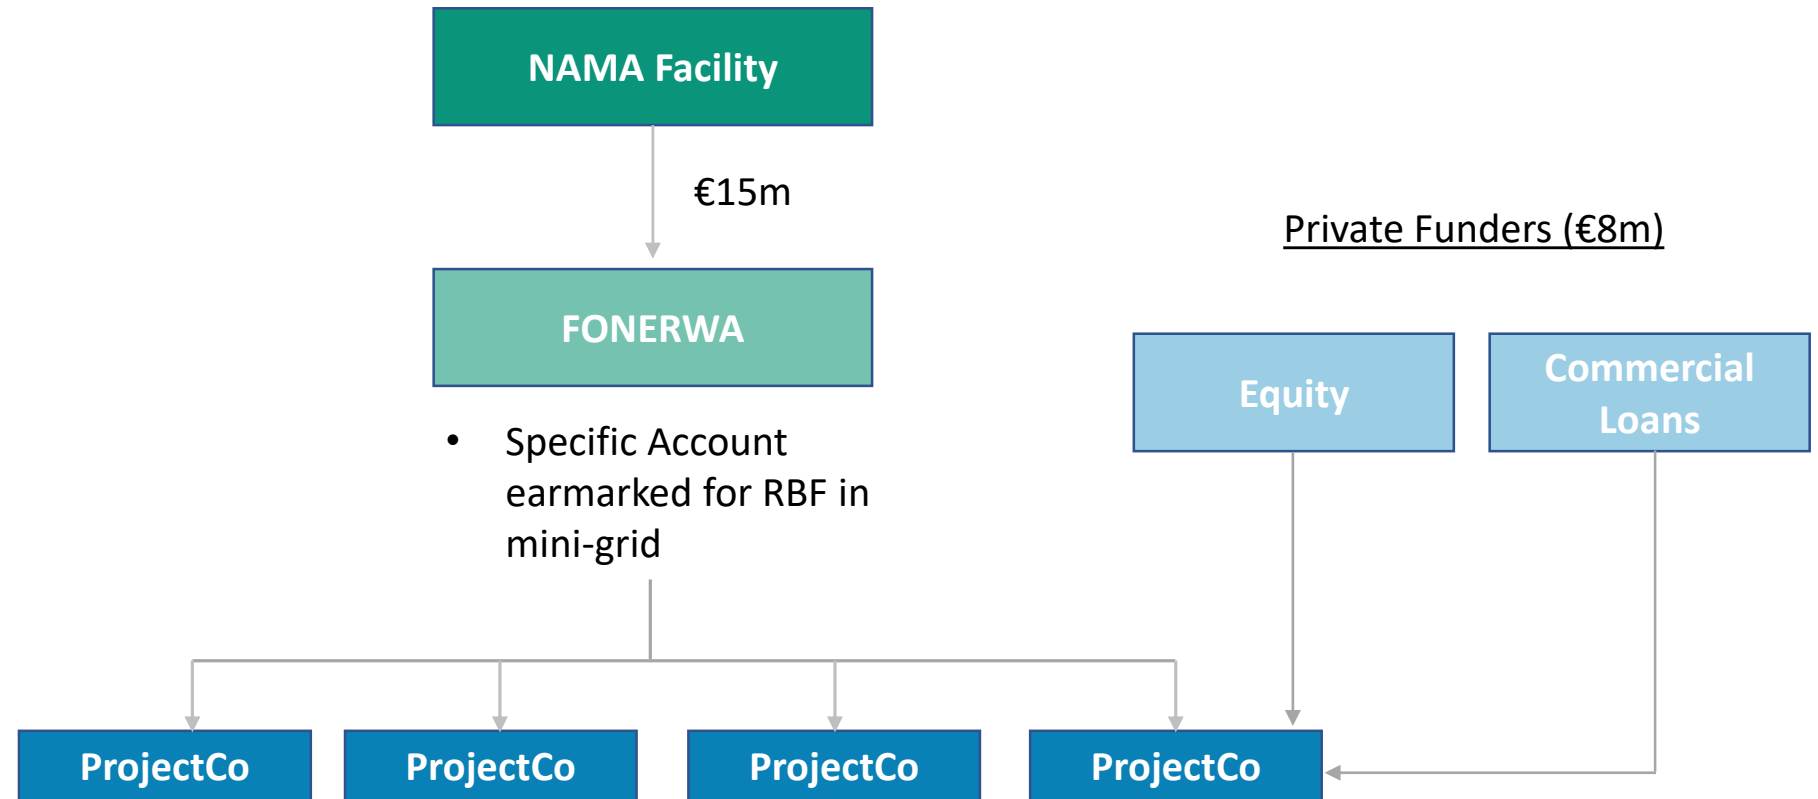 NAMA Facility
€15m
Private Funders (€8m)
FONERWA
Equity
Commercial
Loans
• Specific Account
earmarked for RBF in
mini-grid
ProjectCo
ProjectCo
ProjectCo
ProjectCo